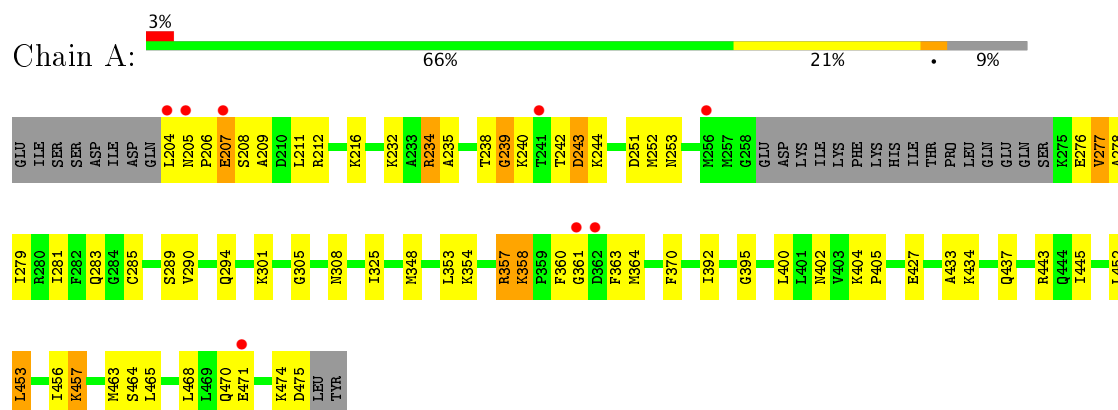 3%
Chain A:
66% 21% • 9%
GLU ILE SER SER ASP ILE ASP GLN L204 N205 P206 E207 S208 A209 D210 L211 R212 K216 K232 A233 R234 A235 T238 G239 K240 T241 T242 D243 K244 D251 M252 N253 M256 M257 G258 GLU ASP LYS ILE LYS PHE LYS HIS ILE THR PRO LEU GLN GLU GLN SER K275 E276 V277 A278
I279 R280 I281 F282 Q283 G284 C285 S289 V290 Q294 K301 G305 N308 I325 M348 L353 K354 R357 K358 P359 F360 G361 D362 F363 M364 F370 I392 G395 L400 L401 N402 V403 K404 P405 E427 A433 K434 Q437 R443 Q444 I445 L452
L453 I456 K457 M463 S464 L465 L468 L469 Q470 E471 K474 D475 LEU TYR